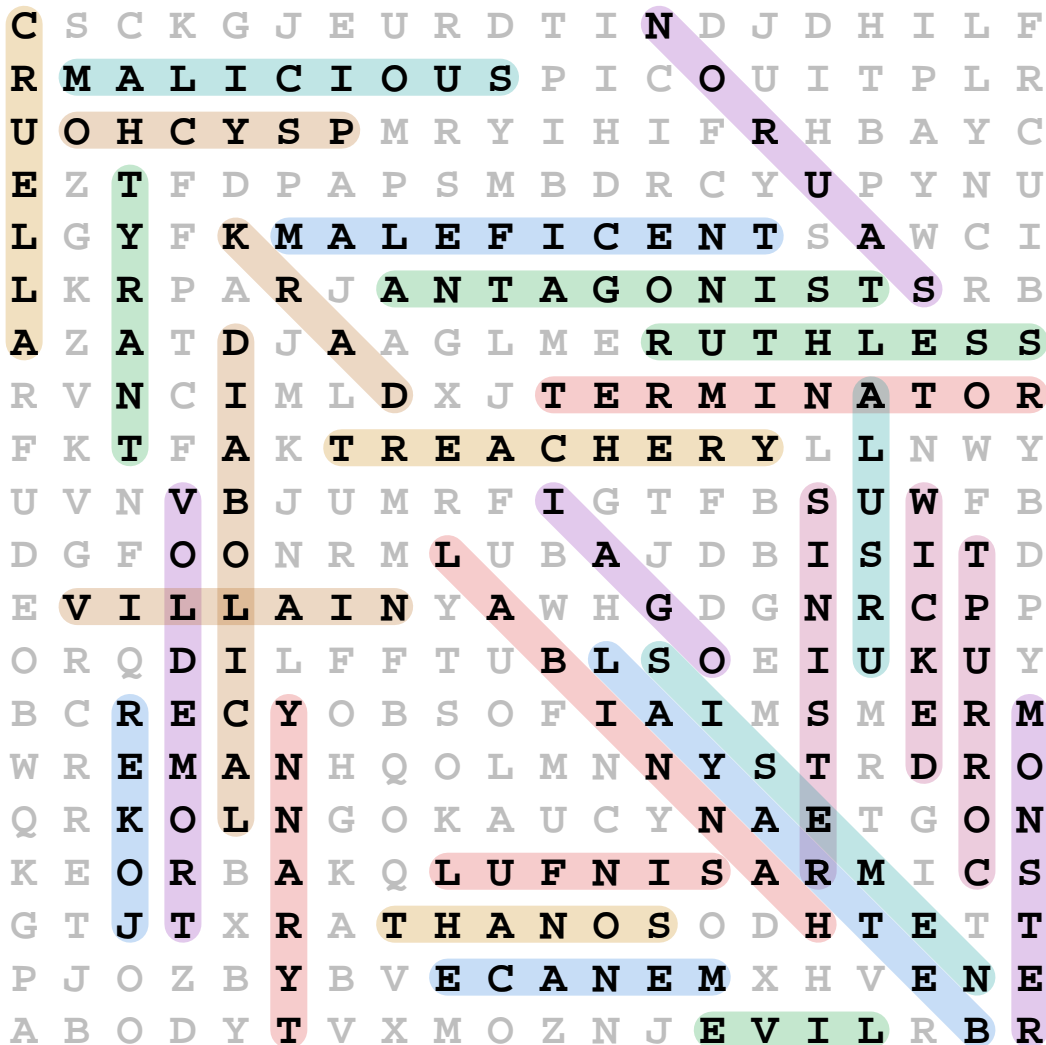 C S C K G J E U R D T I N D J D H I L F
R M A L I C I O U S P I C O U I T P L R
U O H C Y S P M R Y I H I F R H B A Y C
E Z T F D P A P S M B D R C Y U P Y N U
L G Y F K M A L E F I C E N T S A W C I
L K R P A R J A N T A G O N I S T S R B
A Z A T D J A A G L M E R U T H L E S S
R V N C I M L D X J T E R M I N A T O R
F K T F A K T R E A C H E R Y L L N W Y
U V N V B J U M R F I G T F B S U W F B
D G F O O N R M L U B A J D B I S I T D
E V I L L A I N Y A W H G D G N R C P P
O R Q D I L F F T U B L S O E I U K U Y
B C R E C Y O B S O F I A I M S M E R M
W R E M A N H Q O L M N N Y S T R D R O
Q R K O L N G O K A U C Y N A E T G O N
K E O R B A K Q L U F N I S A R M I C S
G T J T X R A T H A N O S O D H T E T T
P J O Z B Y B V E C A N E M X H V E N E
A B O D Y T V X M O Z N J E V I L R B R